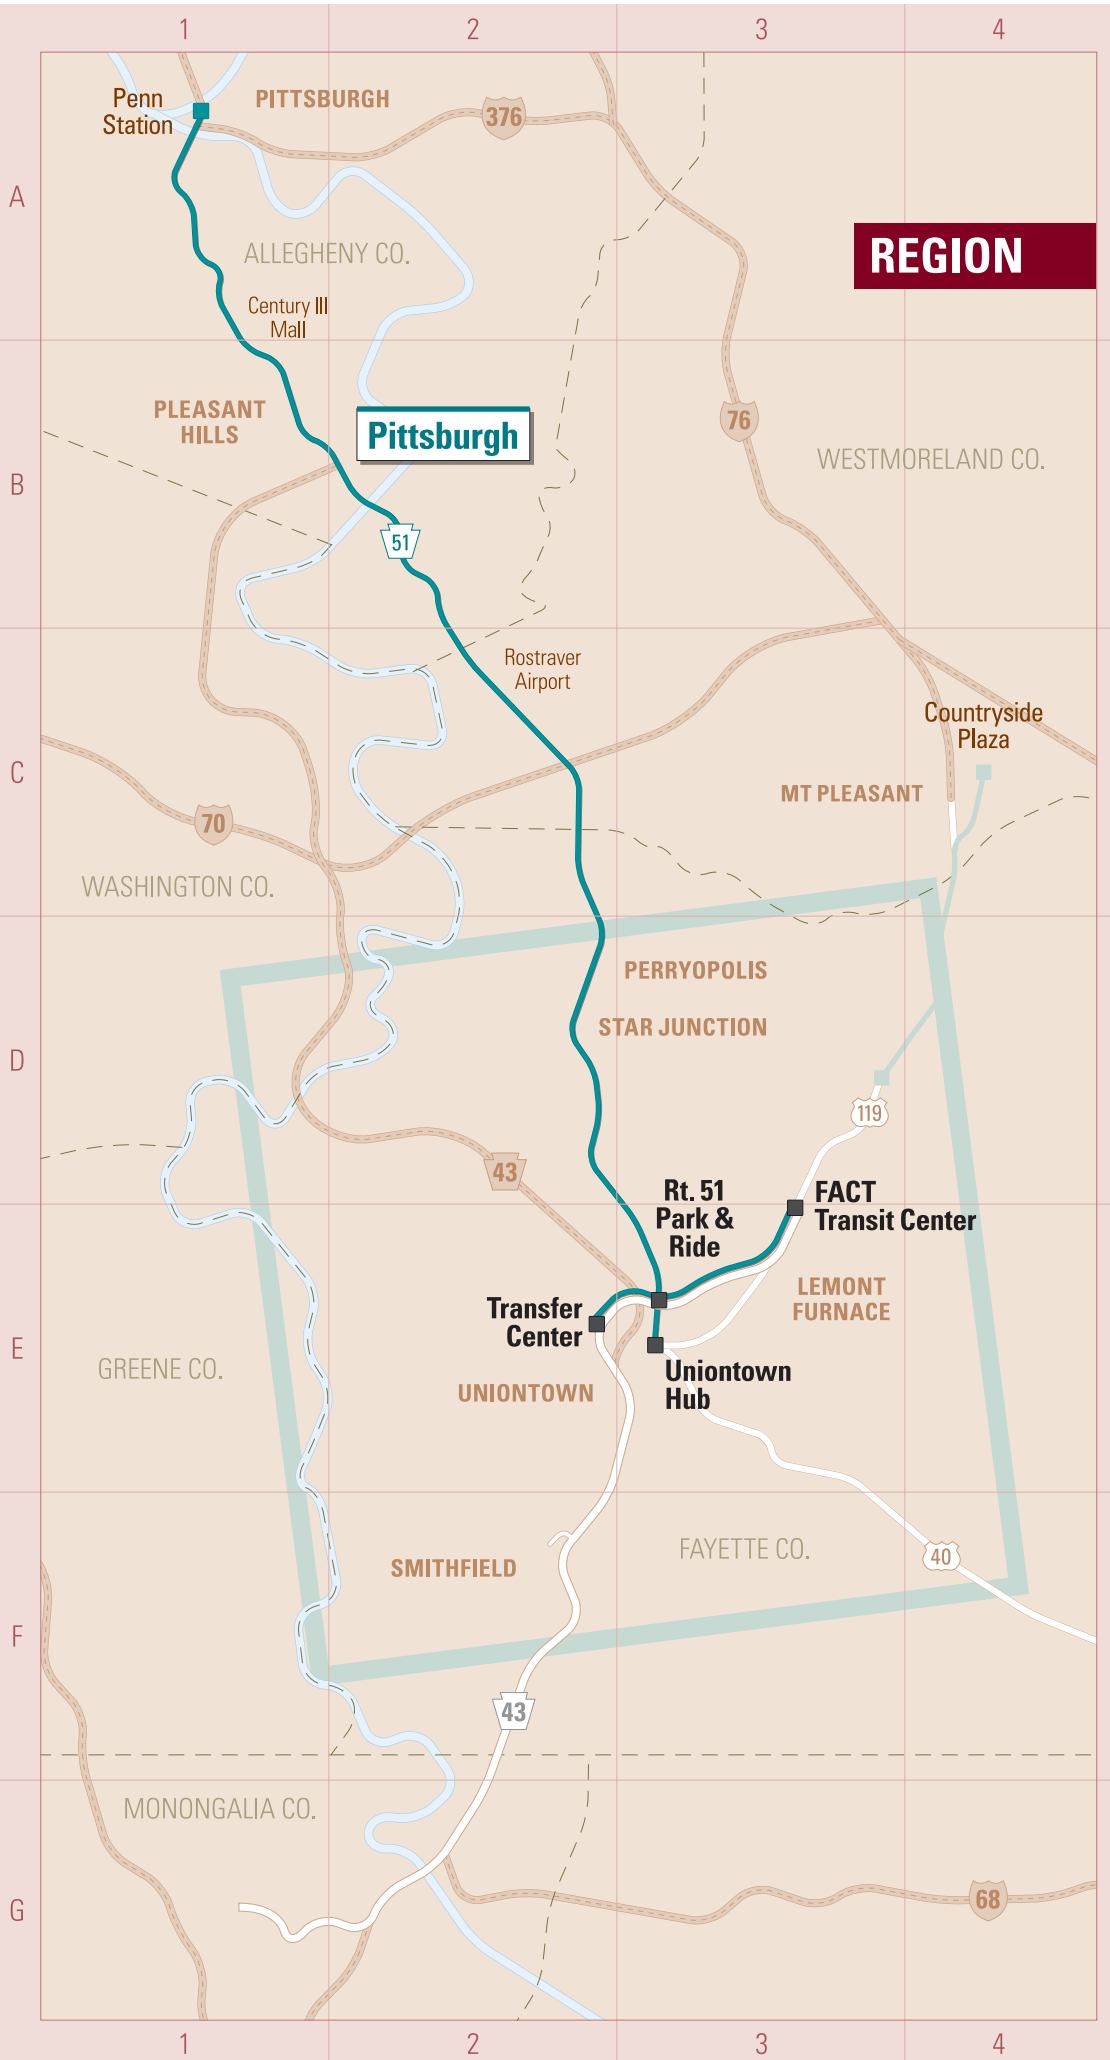 1 2 3 4
Penn
Station
PITTSBURGH
376
A
ALLEGHENY CO.
REGION
Century III
Mall
PLEASANT
HILLS
Pittsburgh
76
WESTMORELAND CO.
B
51
Rostraver
Airport
Countryside
Plaza
C
MT PLEASANT
70
WASHINGTON CO.
PERRYOPOLIS
STAR JUNCTION
D
119
43
Rt. 51
Park &
Ride
FACT
Transit Center
LEMONT
FURNACE
Transfer
Center
E
GREENE CO.
Uniontown
Hub
UNIONTOWN
FAYETTE CO.
40
SMITHFIELD
F
43
MONONGALIA CO.
G
68
1 2 3 4